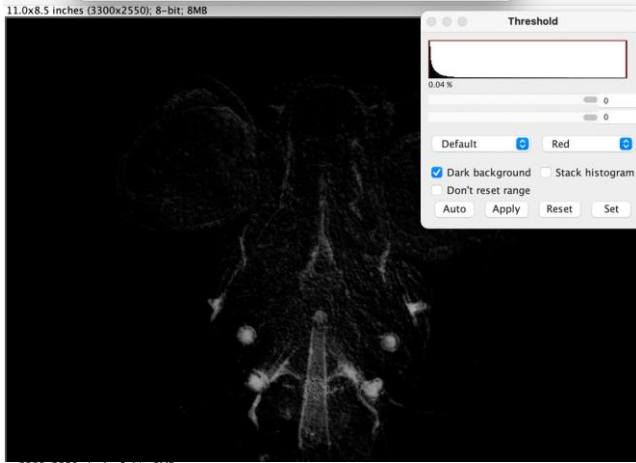 11.0x8.5 inches (3300x2550); 8-bit; 8MB
Threshold
0.04 %
0
0
Default Red
Dark background Stack histogram
Don't reset range
Auto Apply Reset Set